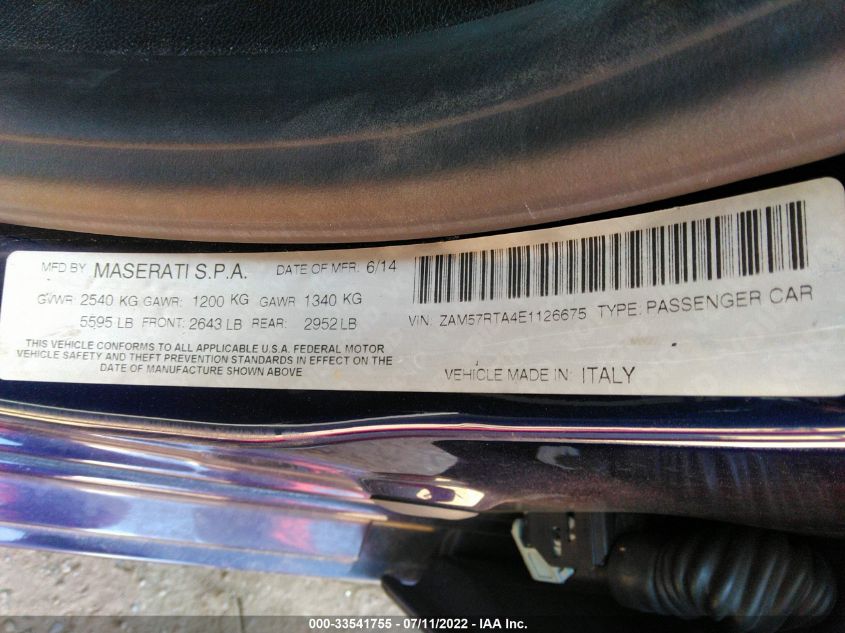 MFD BY MASERATI S.P.A. DATE OF MFR. 6/14
GVWR: 2540 KG GAWR: 1200 KG GAWR 1340 KG
5595 LB FRONT: 2643 LB REAR: 2952 LB
THIS VEHICLE CONFORMS TO ALL APPLICABLE U.S.A. FEDERAL MOTOR
VEHICLE SAFETY AND THEFT PREVENTION STANDARDS IN EFFECT ON THE
DATE OF MANUFACTURE SHOWN ABOVE
VIN: ZAM57RTA4E1126675 TYPE: PASSENGER CAR
VEHICLE MADE IN: ITALY
000-33541755 - 07/11/2022 - IAA Inc.